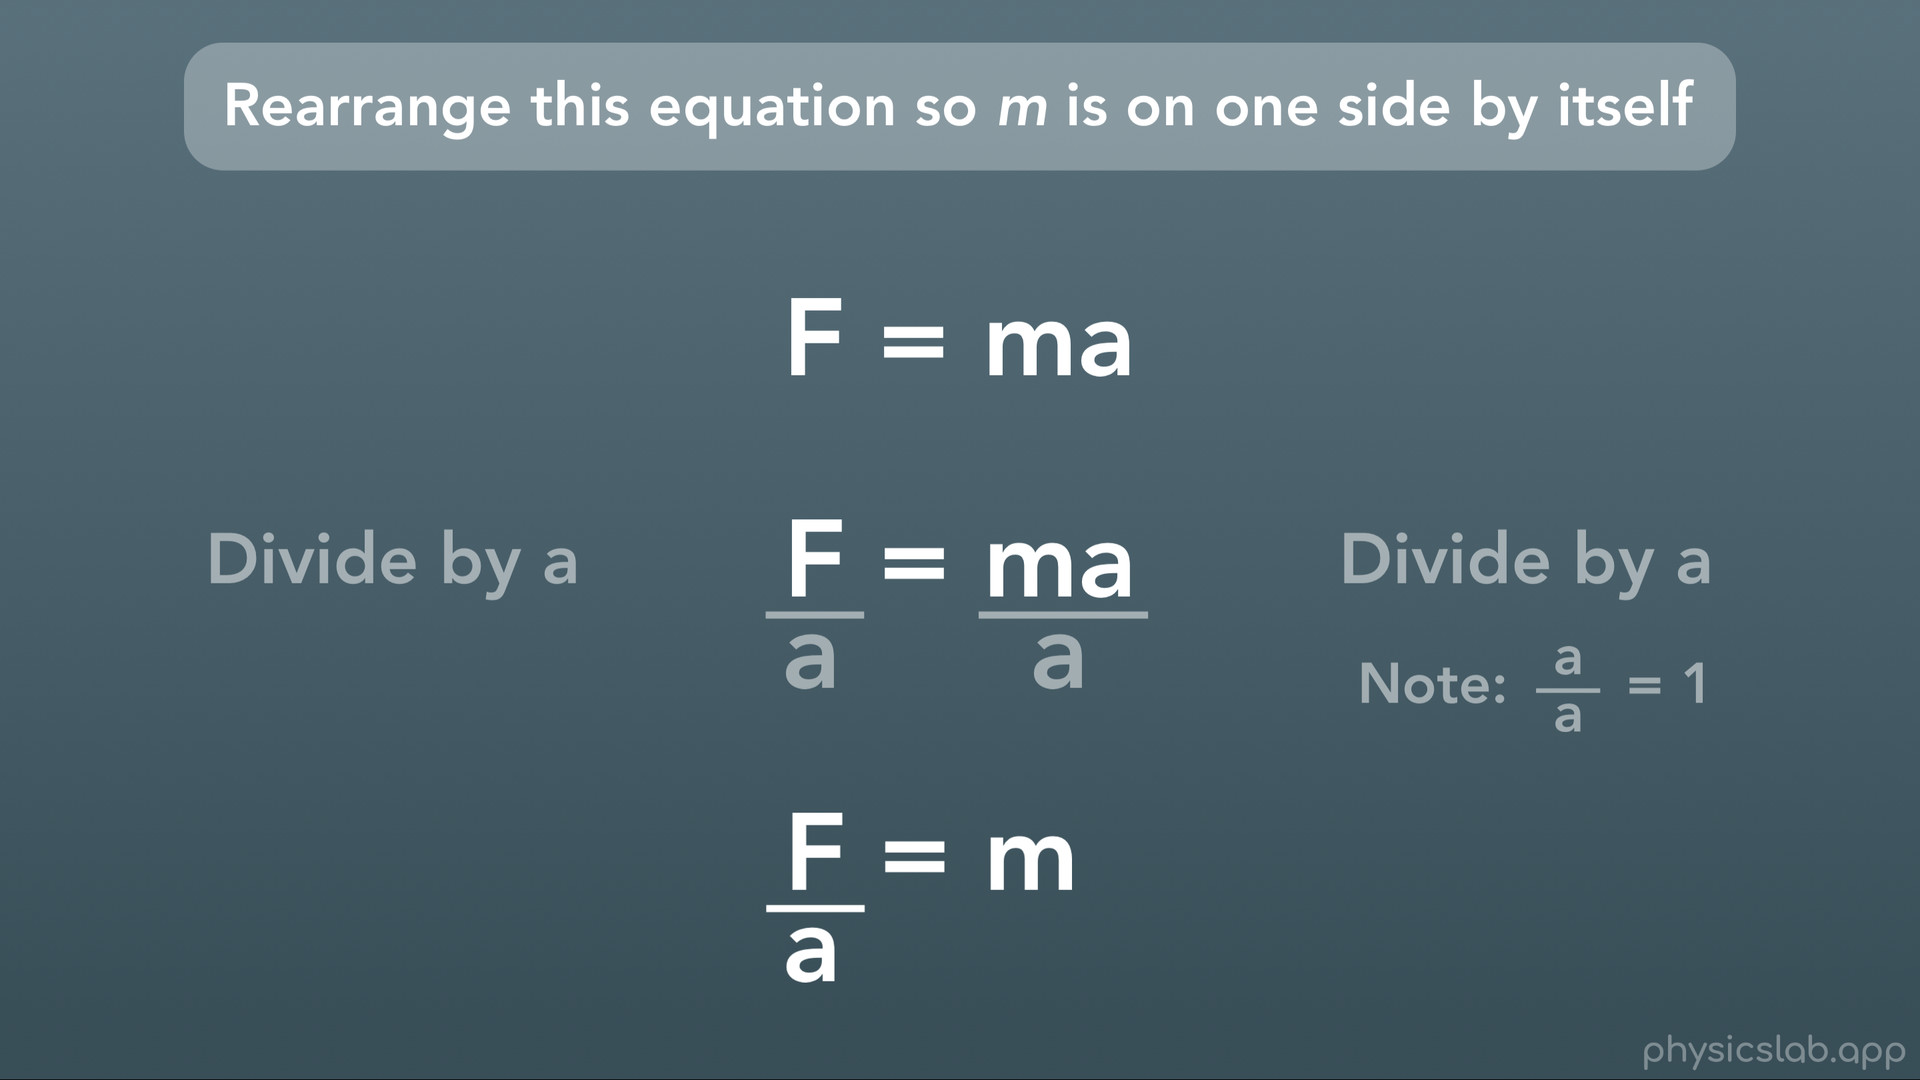 Rearrange this equation so m is on one side by itself
F = ma
Divide by a
F = ma
a a
Divide by a
Note: a/a = 1
F = m
a
physicslab.app